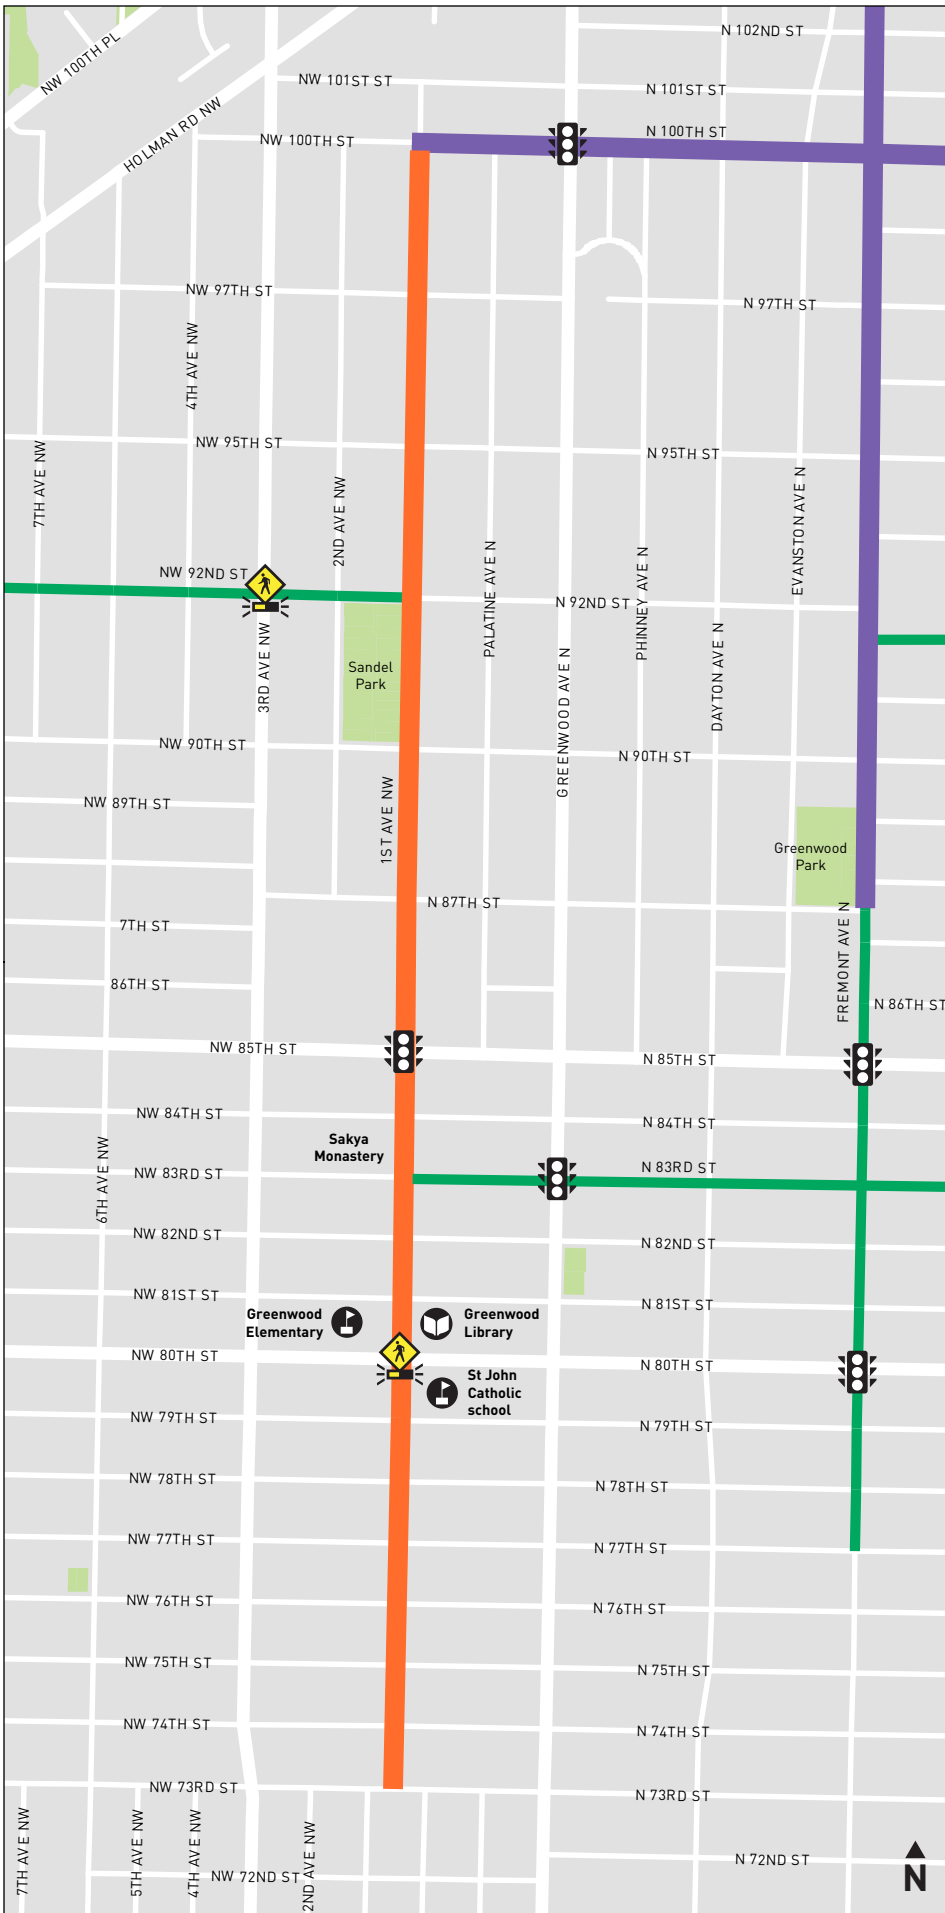 N 102ND ST
NW 100TH PL
NW 101ST ST
N 101ST ST
HOLMAN RD NW
NW 100TH ST
N 100TH ST
NW 97TH ST
N 97TH ST
4TH AVE NW
NW 95TH ST
N 95TH ST
7TH AVE NW
2ND AVE NW
EVANSTON AVE N
NW 92ND ST
N 92ND ST
PALATINE AVE N
PHINNEY AVE N
3RD AVE NW
Sandel
Park
DAYTON AVE N
GREENWOOD AVE N
NW 90TH ST
N 90TH ST
NW 89TH ST
1ST AVE NW
Greenwood
Park
N 87TH ST
7TH ST
FREMONT AVE N
86TH ST
N 86TH ST
NW 85TH ST
N 85TH ST
NW 84TH ST
N 84TH ST
Sakya
Monastery
NW 83RD ST
N 83RD ST
6TH AVE NW
NW 82ND ST
N 82ND ST
NW 81ST ST
N 81ST ST
Greenwood
Elementary
Greenwood
Library
NW 80TH ST
N 80TH ST
St John
Catholic
school
NW 79TH ST
N 79TH ST
NW 78TH ST
N 78TH ST
NW 77TH ST
N 77TH ST
NW 76TH ST
N 76TH ST
NW 75TH ST
N 75TH ST
NW 74TH ST
N 74TH ST
NW 73RD ST
N 73RD ST
7TH AVE NW
5TH AVE NW
4TH AVE NW
2ND AVE NW
NW 72ND ST
N 72ND ST
N